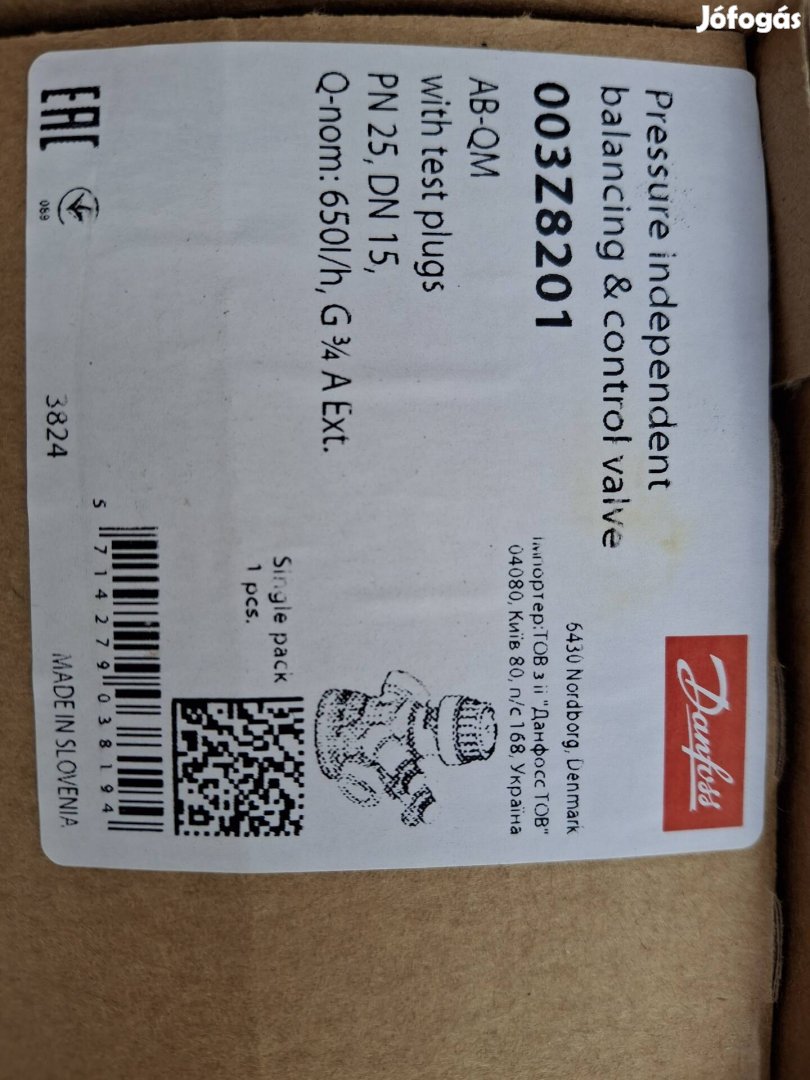 Jófogás
Danfoss
Pressure independent
balancing & control valve
003Z8201
AB-QM
with test plugs
PN 25, DN 15,
Q-nom: 650l/h, G ¾ A Ext.
6430 Nordborg, Denmark
Імпортер:ТОВ з іі "Данфосс ТОВ"
04080, Київ 80, п/с 168, Україна
Single pack
1 pcs.
EAC
089
3824
5 714279 038194
MADE IN SLOVENIA